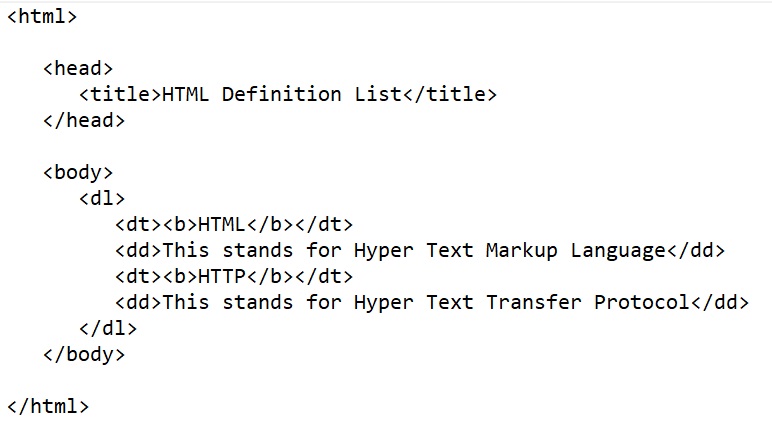 <html>
<head>
<title>HTML Definition List</title>
</head>
<body>
<dl>
<dt><b>HTML</b></dt>
<dd>This stands for Hyper Text Markup Language</dd>
<dt><b>HTTP</b></dt>
<dd>This stands for Hyper Text Transfer Protocol</dd>
</dl>
</body>
</html>